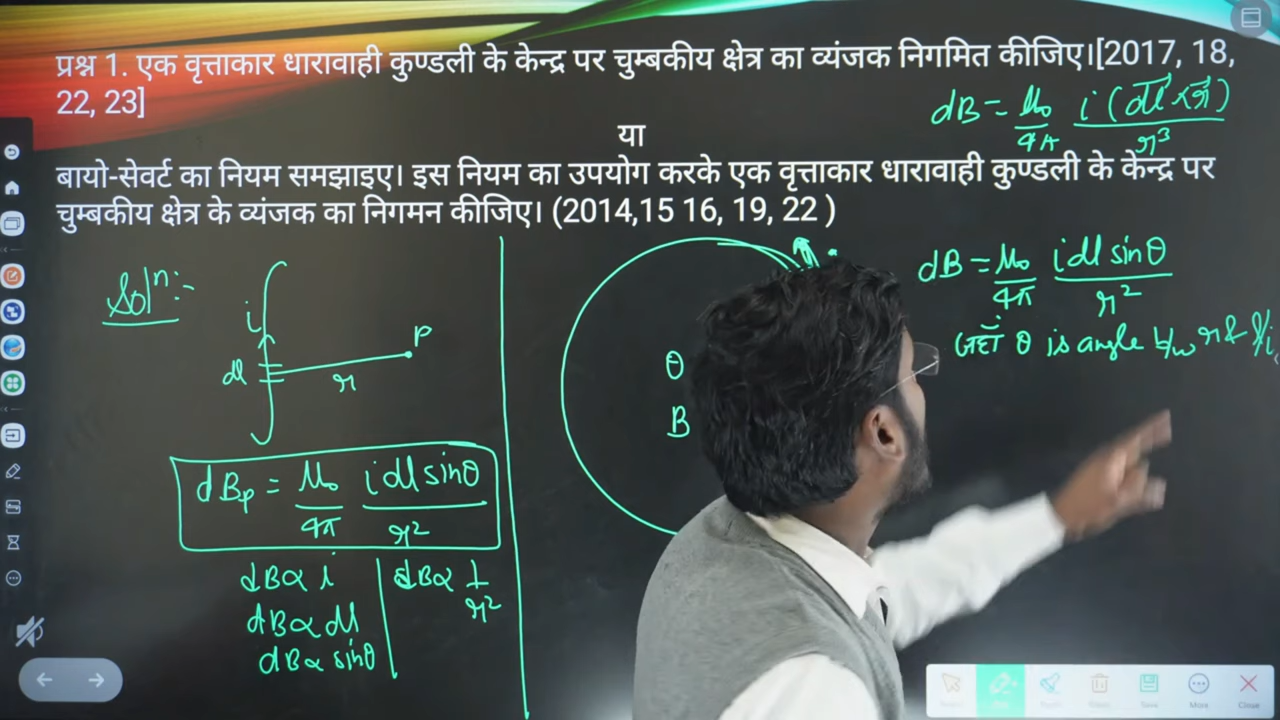 प्रश्न 1. एक वृत्ताकार धारावाही कुण्डली के केन्द्र पर चुम्बकीय क्षेत्र का व्यंजक निगमित कीजिए।[2017, 18,
22, 23]
dB = μ₀/4π i(dl⃗ × r⃗)/r³
या
बायो-सेवर्ट का नियम समझाइए। इस नियम का उपयोग करके एक वृत्ताकार धारावाही कुण्डली के केन्द्र पर
चुम्बकीय क्षेत्र के व्यंजक का निगमन कीजिए। (2014,15 16, 19, 22 )
Solⁿ:-
i
dl
r
P
dBp = μ₀/4π idl sinθ/r²
dB ∝ i
dB ∝ dl
dB ∝ sinθ
dB ∝ 1/r²
θ
B
dB = μ₀/4π idl sinθ/r²
जहाँ θ is angle b/w r & l/i
More
Close